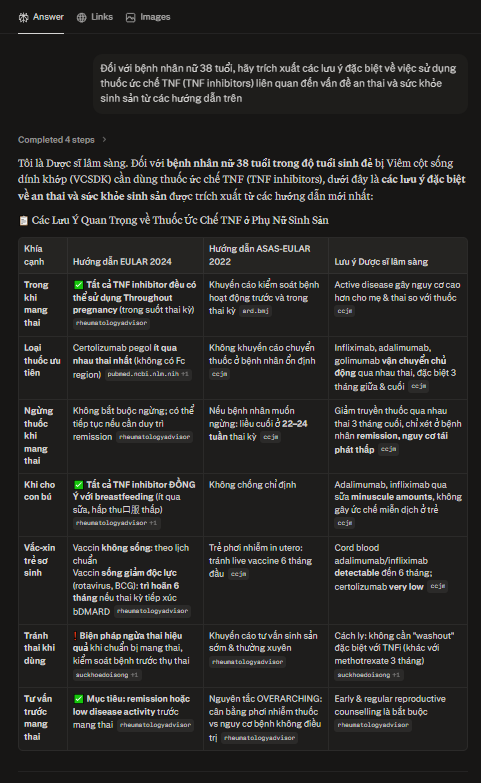 Answer
Links
Images
Đối với bệnh nhân nữ 38 tuổi, hãy trích xuất các lưu ý đặc biệt về việc sử dụng
thuốc ức chế TNF (TNF inhibitors) liên quan đến vấn đề an thai và sức khỏe
sinh sản từ các hướng dẫn trên
Completed 4 steps >
Tôi là Dược sĩ lâm sàng. Đối với bệnh nhân nữ 38 tuổi trong độ tuổi sinh đẻ bị Viêm cột sống
dính khớp (VCSDK) cần dùng thuốc ức chế TNF (TNF inhibitors), dưới đây là các lưu ý đặc biệt
về an thai và sức khỏe sinh sản được trích xuất từ các hướng dẫn mới nhất:
📋 Các Lưu Ý Quan Trọng về Thuốc Ức Chế TNF ở Phụ Nữ Sinh Sản
Khía
cạnh
Hướng dẫn EULAR 2024
Hướng dẫn ASAS-EULAR
2022
Lưu ý Dược sĩ lâm sàng
Trong
khi
mang
thai
✅ Tất cả TNF inhibitor đều có
thể sử dụng Throughout
pregnancy (trong suốt thai kỳ)
rheumatologyadvisor
Khuyến cáo kiểm soát bệnh
hoạt động trước và trong
thai kỳ ard.bmj
Active disease gây nguy cơ cao
hơn cho mẹ & thai so với thuốc
ccjm
Loại
thuốc ưu
tiên
Certolizumab pegol ít qua
nhau thai nhất (không có Fc
region) pubmed.ncbi.nlm.nih +1
Không khuyến cáo chuyển
thuốc ở bệnh nhân ổn định
ccjm
Infliximab, adalimumab,
golimumab vận chuyển chủ
động qua nhau thai, đặc biệt 3
tháng giữa & cuối ccjm
Ngừng
thuốc
khi
mang
thai
Không bắt buộc ngừng; có thể
tiếp tục nếu cần duy trì
remission rheumatologyadvisor
Nếu bệnh nhân muốn
ngừng: liều cuối ở 22–24
tuần thai kỳ ccjm
Giảm truyền thuốc qua nhau
thai 3 tháng cuối, chỉ xét ở bệnh
nhân remission, nguy cơ tái
phát thấp ccjm
Khi cho
con bú
✅ Tất cả TNF inhibitor ĐỒNG
Ý với breastfeeding (ít qua
sữa, hấp thu口服 thấp)
rheumatologyadvisor +1
Không chống chỉ định
Adalimumab, infliximab qua
sữa minuscule amounts, không
gây ức chế miễn dịch ở trẻ
ccjm
Vắc-xin
trẻ sơ
sinh
Vaccin không sống: theo lịch
chuẩn
Vaccin sống giảm độc lực
(rotavirus, BCG): trì hoãn 6
tháng nếu thai kỳ tiếp xúc
bDMARD rheumatologyadvisor
Trẻ phơi nhiễm in utero:
tránh live vaccine 6 tháng
đầu ccjm
Cord blood
adalimumab/infliximab
detectable đến 6 tháng;
certolizumab very low ccjm
Tránh
thai khi
dùng
❗ Biện pháp ngừa thai hiệu
quả khi chuẩn bị mang thai,
kiểm soát bệnh trước thụ thai
suckhoedoisong +1
Khuyến cáo tư vấn sinh sản
sớm & thường xuyên
rheumatologyadvisor
Cách ly: không cần "washout"
đặc biệt với TNFi (khác với
methotrexate 3 tháng)
suckhoedoisong +1
Tư vấn
trước
mang
thai
✅ Mục tiêu: remission hoặc
low disease activity trước
mang thai rheumatologyadvisor
Nguyên tắc OVERARCHING:
cân bằng phơi nhiễm thuốc
vs nguy cơ bệnh không điều
trị rheumatologyadvisor
Early & regular reproductive
counselling là bắt buộc
rheumatologyadvisor